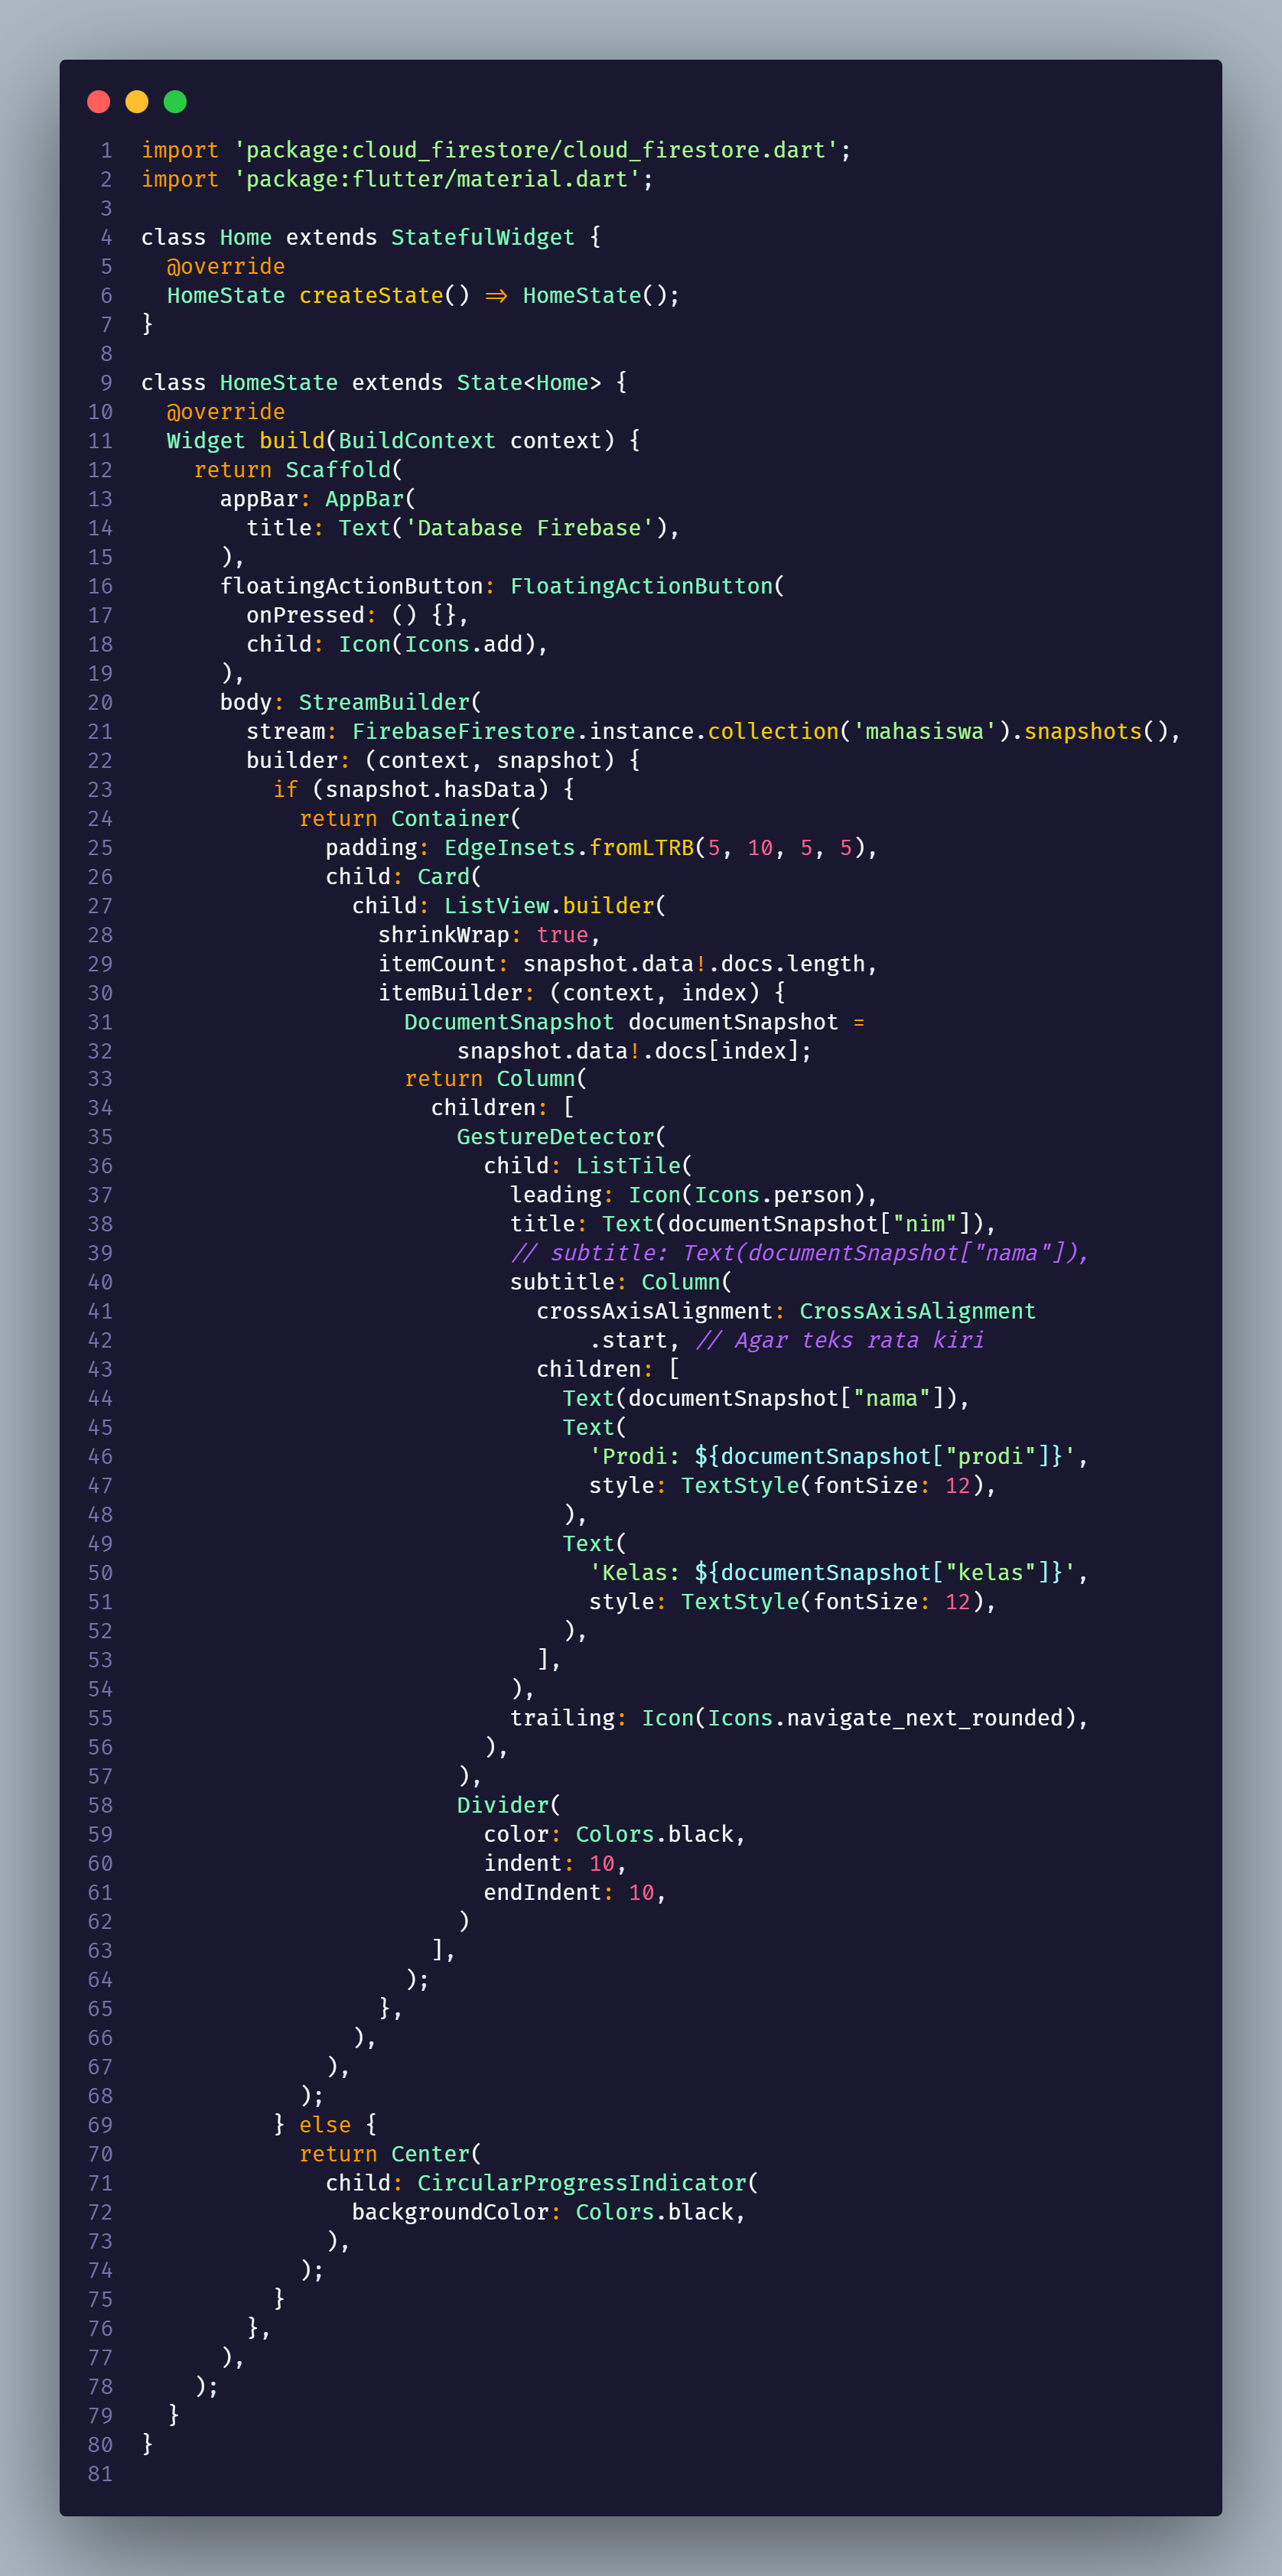 1 import 'package:cloud_firestore/cloud_firestore.dart';
2 import 'package:flutter/material.dart';
3
4 class Home extends StatefulWidget {
5   @override
6   HomeState createState() => HomeState();
7 }
8
9 class HomeState extends State<Home> {
10   @override
11   Widget build(BuildContext context) {
12     return Scaffold(
13       appBar: AppBar(
14         title: Text('Database Firebase'),
15       ),
16       floatingActionButton: FloatingActionButton(
17         onPressed: () {},
18         child: Icon(Icons.add),
19       ),
20       body: StreamBuilder(
21         stream: FirebaseFirestore.instance.collection('mahasiswa').snapshots(),
22         builder: (context, snapshot) {
23           if (snapshot.hasData) {
24             return Container(
25               padding: EdgeInsets.fromLTRB(5, 10, 5, 5),
26               child: Card(
27                 child: ListView.builder(
28                   shrinkWrap: true,
29                   itemCount: snapshot.data!.docs.length,
30                   itemBuilder: (context, index) {
31                     DocumentSnapshot documentSnapshot =
32                         snapshot.data!.docs[index];
33                     return Column(
34                       children: [
35                         GestureDetector(
36                           child: ListTile(
37                             leading: Icon(Icons.person),
38                             title: Text(documentSnapshot["nim"]),
39                             // subtitle: Text(documentSnapshot["nama"]),
40                             subtitle: Column(
41                               crossAxisAlignment: CrossAxisAlignment
42                                   .start, // Agar teks rata kiri
43                               children: [
44                                 Text(documentSnapshot["nama"]),
45                                 Text(
46                                   'Prodi: ${documentSnapshot["prodi"]}',
47                                   style: TextStyle(fontSize: 12),
48                                 ),
49                                 Text(
50                                   'Kelas: ${documentSnapshot["kelas"]}',
51                                   style: TextStyle(fontSize: 12),
52                                 ),
53                               ],
54                             ),
55                             trailing: Icon(Icons.navigate_next_rounded),
56                           ),
57                         ),
58                         Divider(
59                           color: Colors.black,
60                           indent: 10,
61                           endIndent: 10,
62                         )
63                       ],
64                     );
65                   },
66                 ),
67               ),
68             );
69           } else {
70             return Center(
71               child: CircularProgressIndicator(
72                 backgroundColor: Colors.black,
73               ),
74             );
75           }
76         },
77       ),
78     );
79   }
80 }
81